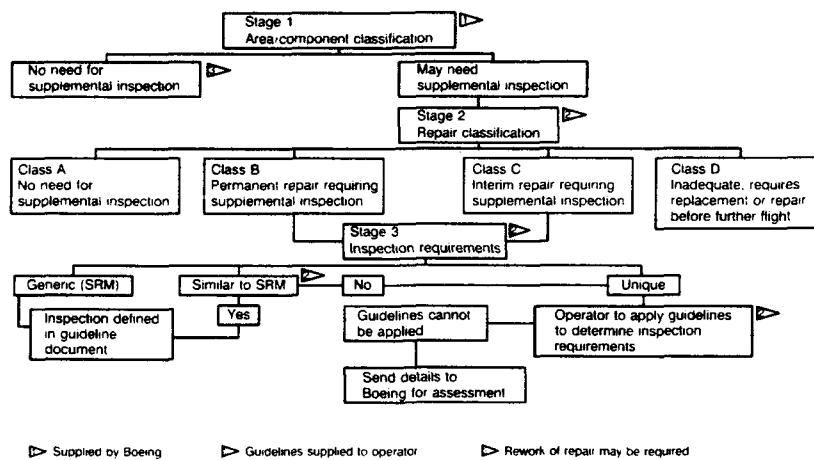 Stage 1
Area/component classification
No need for
supplemental inspection
May need
supplemental inspection
Stage 2
Repair classification
Class A
No need for
supplemental inspection
Class B
Permanent repair requiring
supplemental inspection
Class C
Interim repair requiring
supplemental inspection
Class D
Inadequate, requires
replacement or repair
before further flight
Stage 3
Inspection requirements
Generic (SRM)
Similar to SRM
No
Unique
Inspection defined
in guideline
document
Yes
Guidelines cannot
be applied
Operator to apply guidelines
to determine inspection
requirements
Send details to
Boeing for assessment
Supplied by Boeing
Guidelines supplied to operator
Rework of repair may be required